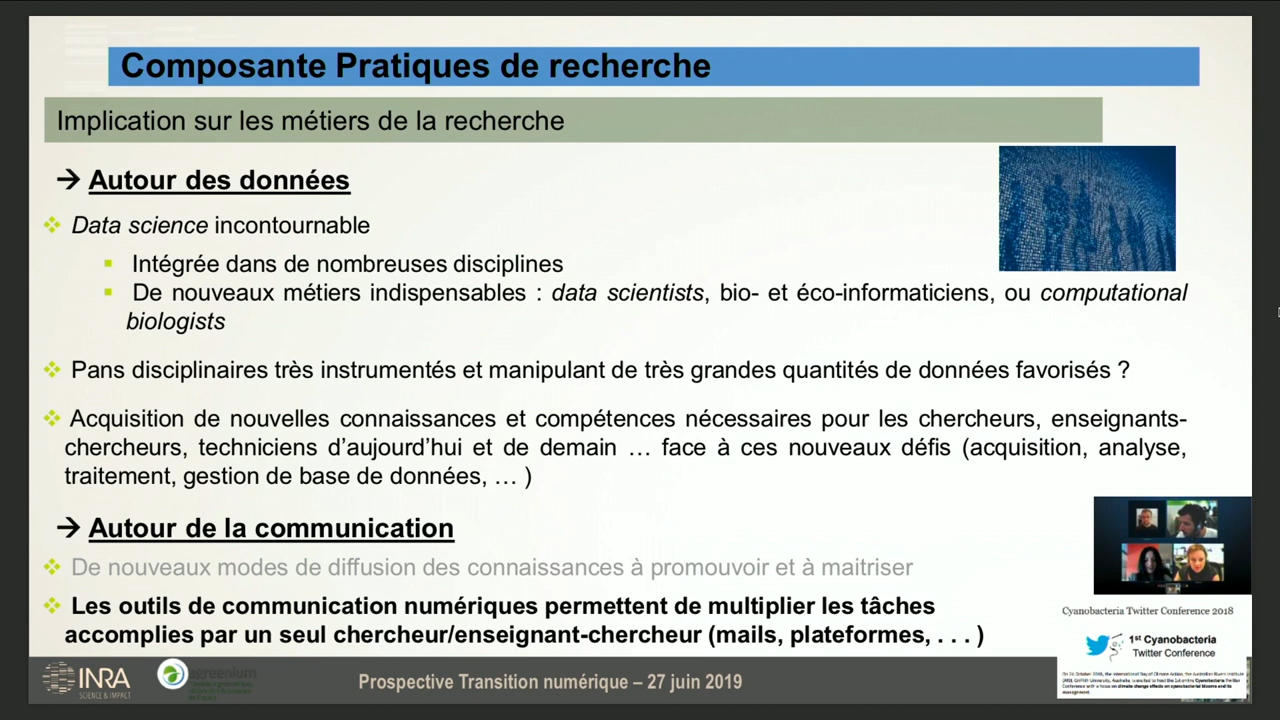 Composante Pratiques de recherche
Implication sur les métiers de la recherche
→ Autour des données
Data science incontournable
Intégrée dans de nombreuses disciplines
De nouveaux métiers indispensables : data scientists, bio- et éco-informaticiens, ou computational
biologists
Pans disciplinaires très instrumentés et manipulant de très grandes quantités de données favorisés ?
Acquisition de nouvelles connaissances et compétences nécessaires pour les chercheurs, enseignants-
chercheurs, techniciens d’aujourd’hui et de demain … face à ces nouveaux défis (acquisition, analyse,
traitement, gestion de base de données, … )
→ Autour de la communication
De nouveaux modes de diffusion des connaissances à promouvoir et à maitriser
Les outils de communication numériques permettent de multiplier les tâches
accomplies par un seul chercheur/enseignant-chercheur (mails, plateformes, . . . )
Cyanobacteria Twitter Conference 2018
1st Cyanobacteria
Twitter Conference
INRA
SCIENCE & IMPACT
agreenium
Prospective Transition numérique – 27 juin 2019